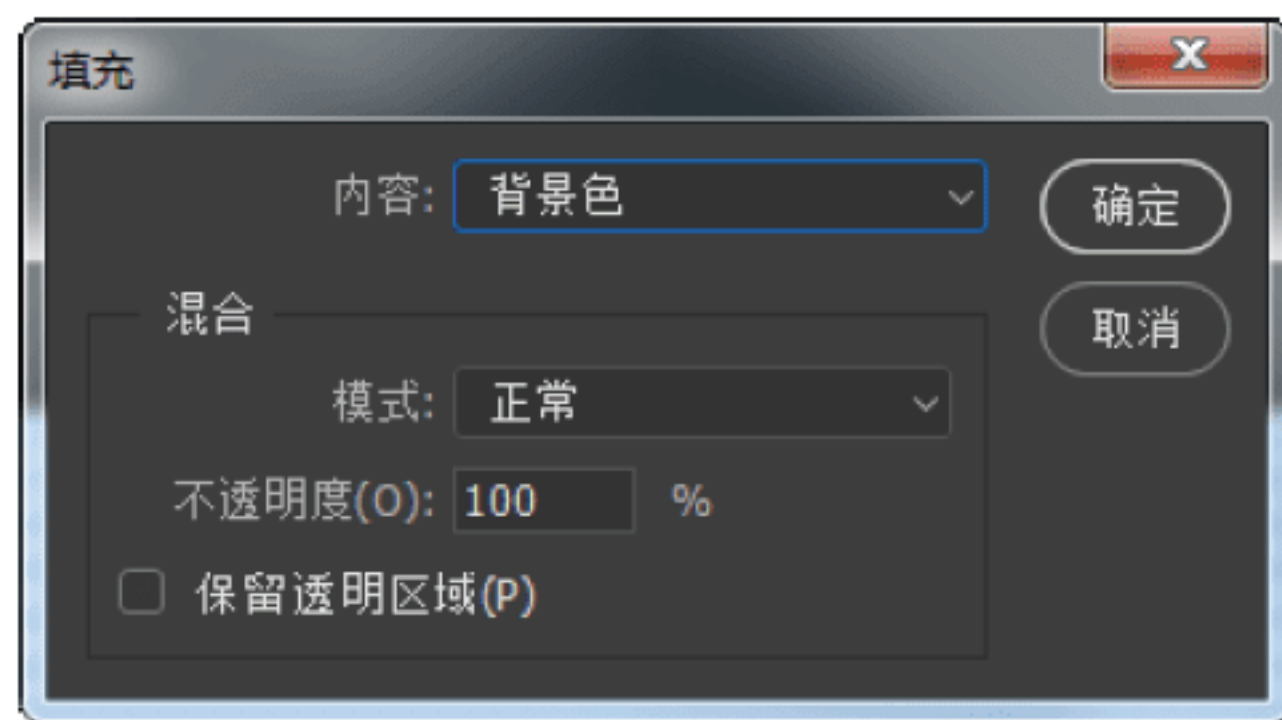 填充
内容: 背景色
确定
混合
取消
模式: 正常
不透明度(O): 100 %
保留透明区域(P)